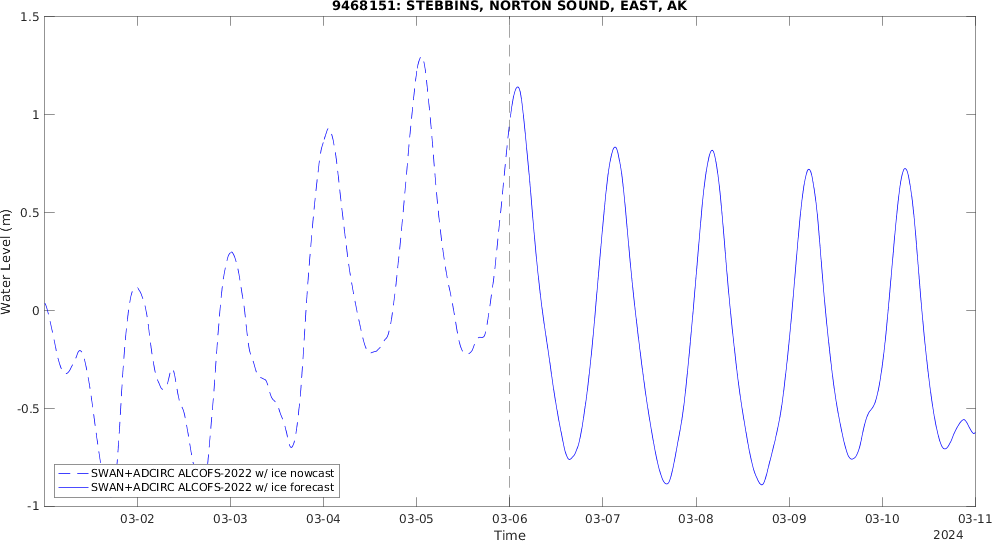 9468151: STEBBINS, NORTON SOUND, EAST, AK
1.5
1
0.5
0
-0.5
-1
Water Level (m)
SWAN+ADCIRC ALCOFS-2022 w/ ice nowcast
SWAN+ADCIRC ALCOFS-2022 w/ ice forecast
03-02 03-03 03-04 03-05 03-06 03-07 03-08 03-09 03-10 03-11
Time
2024